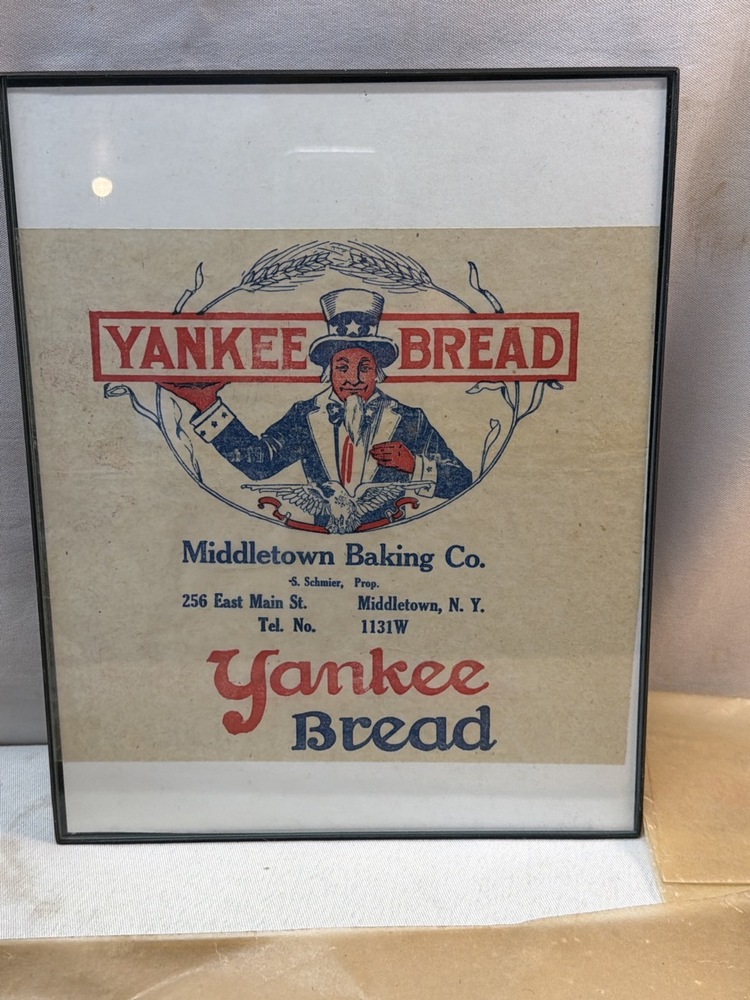 YANKEE BREAD
Middletown Baking Co.
S. Schmier, Prop.
256 East Main St. Middletown, N. Y.
Tel. No. 1131W
Yankee
Bread